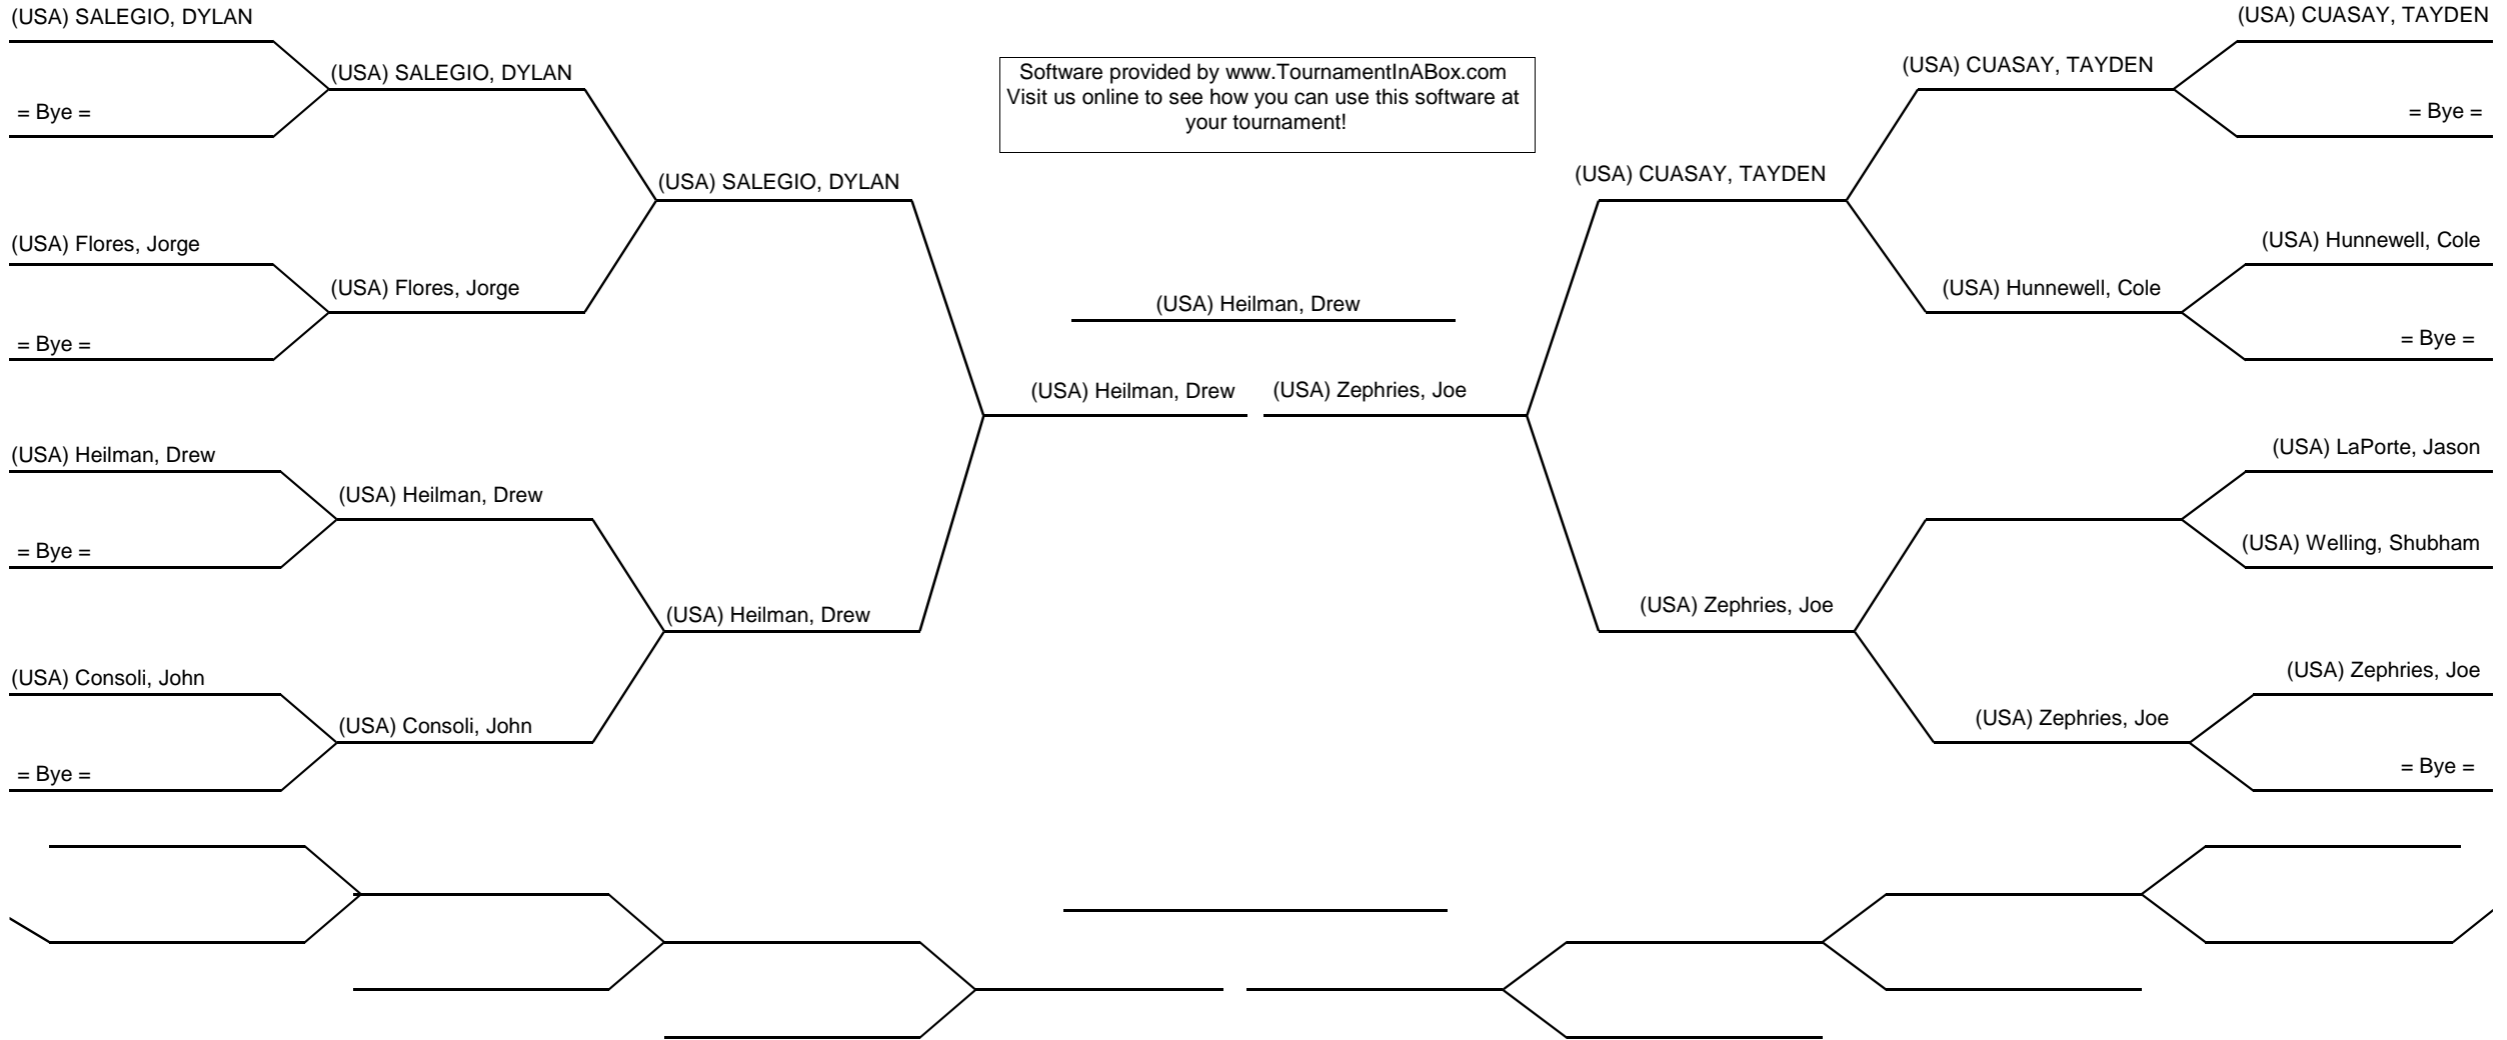 (USA) SALEGIO, DYLAN
= Bye =
(USA) Flores, Jorge
= Bye =
(USA) Heilman, Drew
= Bye =
(USA) Consoli, John
= Bye =
(USA) SALEGIO, DYLAN
(USA) Flores, Jorge
(USA) Heilman, Drew
(USA) Consoli, John
(USA) SALEGIO, DYLAN
(USA) Heilman, Drew
Software provided by www.TournamentInABox.com
Visit us online to see how you can use this software at
your tournament!
(USA) Heilman, Drew
(USA) Heilman, Drew
(USA) Zephries, Joe
(USA) CUASAY, TAYDEN
(USA) Zephries, Joe
(USA) CUASAY, TAYDEN
(USA) Hunnewell, Cole
(USA) Zephries, Joe
(USA) CUASAY, TAYDEN
= Bye =
(USA) Hunnewell, Cole
= Bye =
(USA) LaPorte, Jason
(USA) Welling, Shubham
(USA) Zephries, Joe
= Bye =